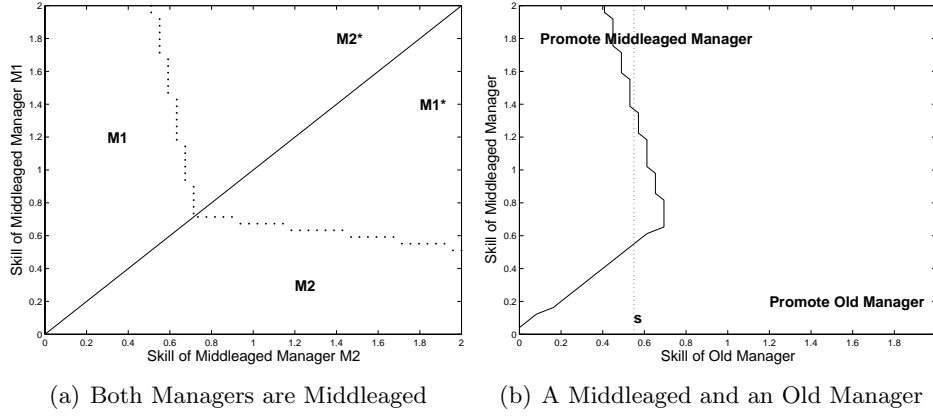 2
1.8
1.6
1.4
1.2
1
0.8
0.6
0.4
0.2
0
Skill of Middleaged Manager M1
M2*
M1*
M1
M2
0 0.2 0.4 0.6 0.8 1 1.2 1.4 1.6 1.8 2
Skill of Middleaged Manager M2
(a) Both Managers are Middleaged
2
1.8
1.6
1.4
1.2
1
0.8
0.6
0.4
0.2
0
Skill of Middleaged Manager
Promote Middleaged Manager
Promote Old Manager
s
0 0.2 0.4 0.6 0.8 1 1.2 1.4 1.6 1.8
Skill of Old Manager
(b) A Middleaged and an Old Manager